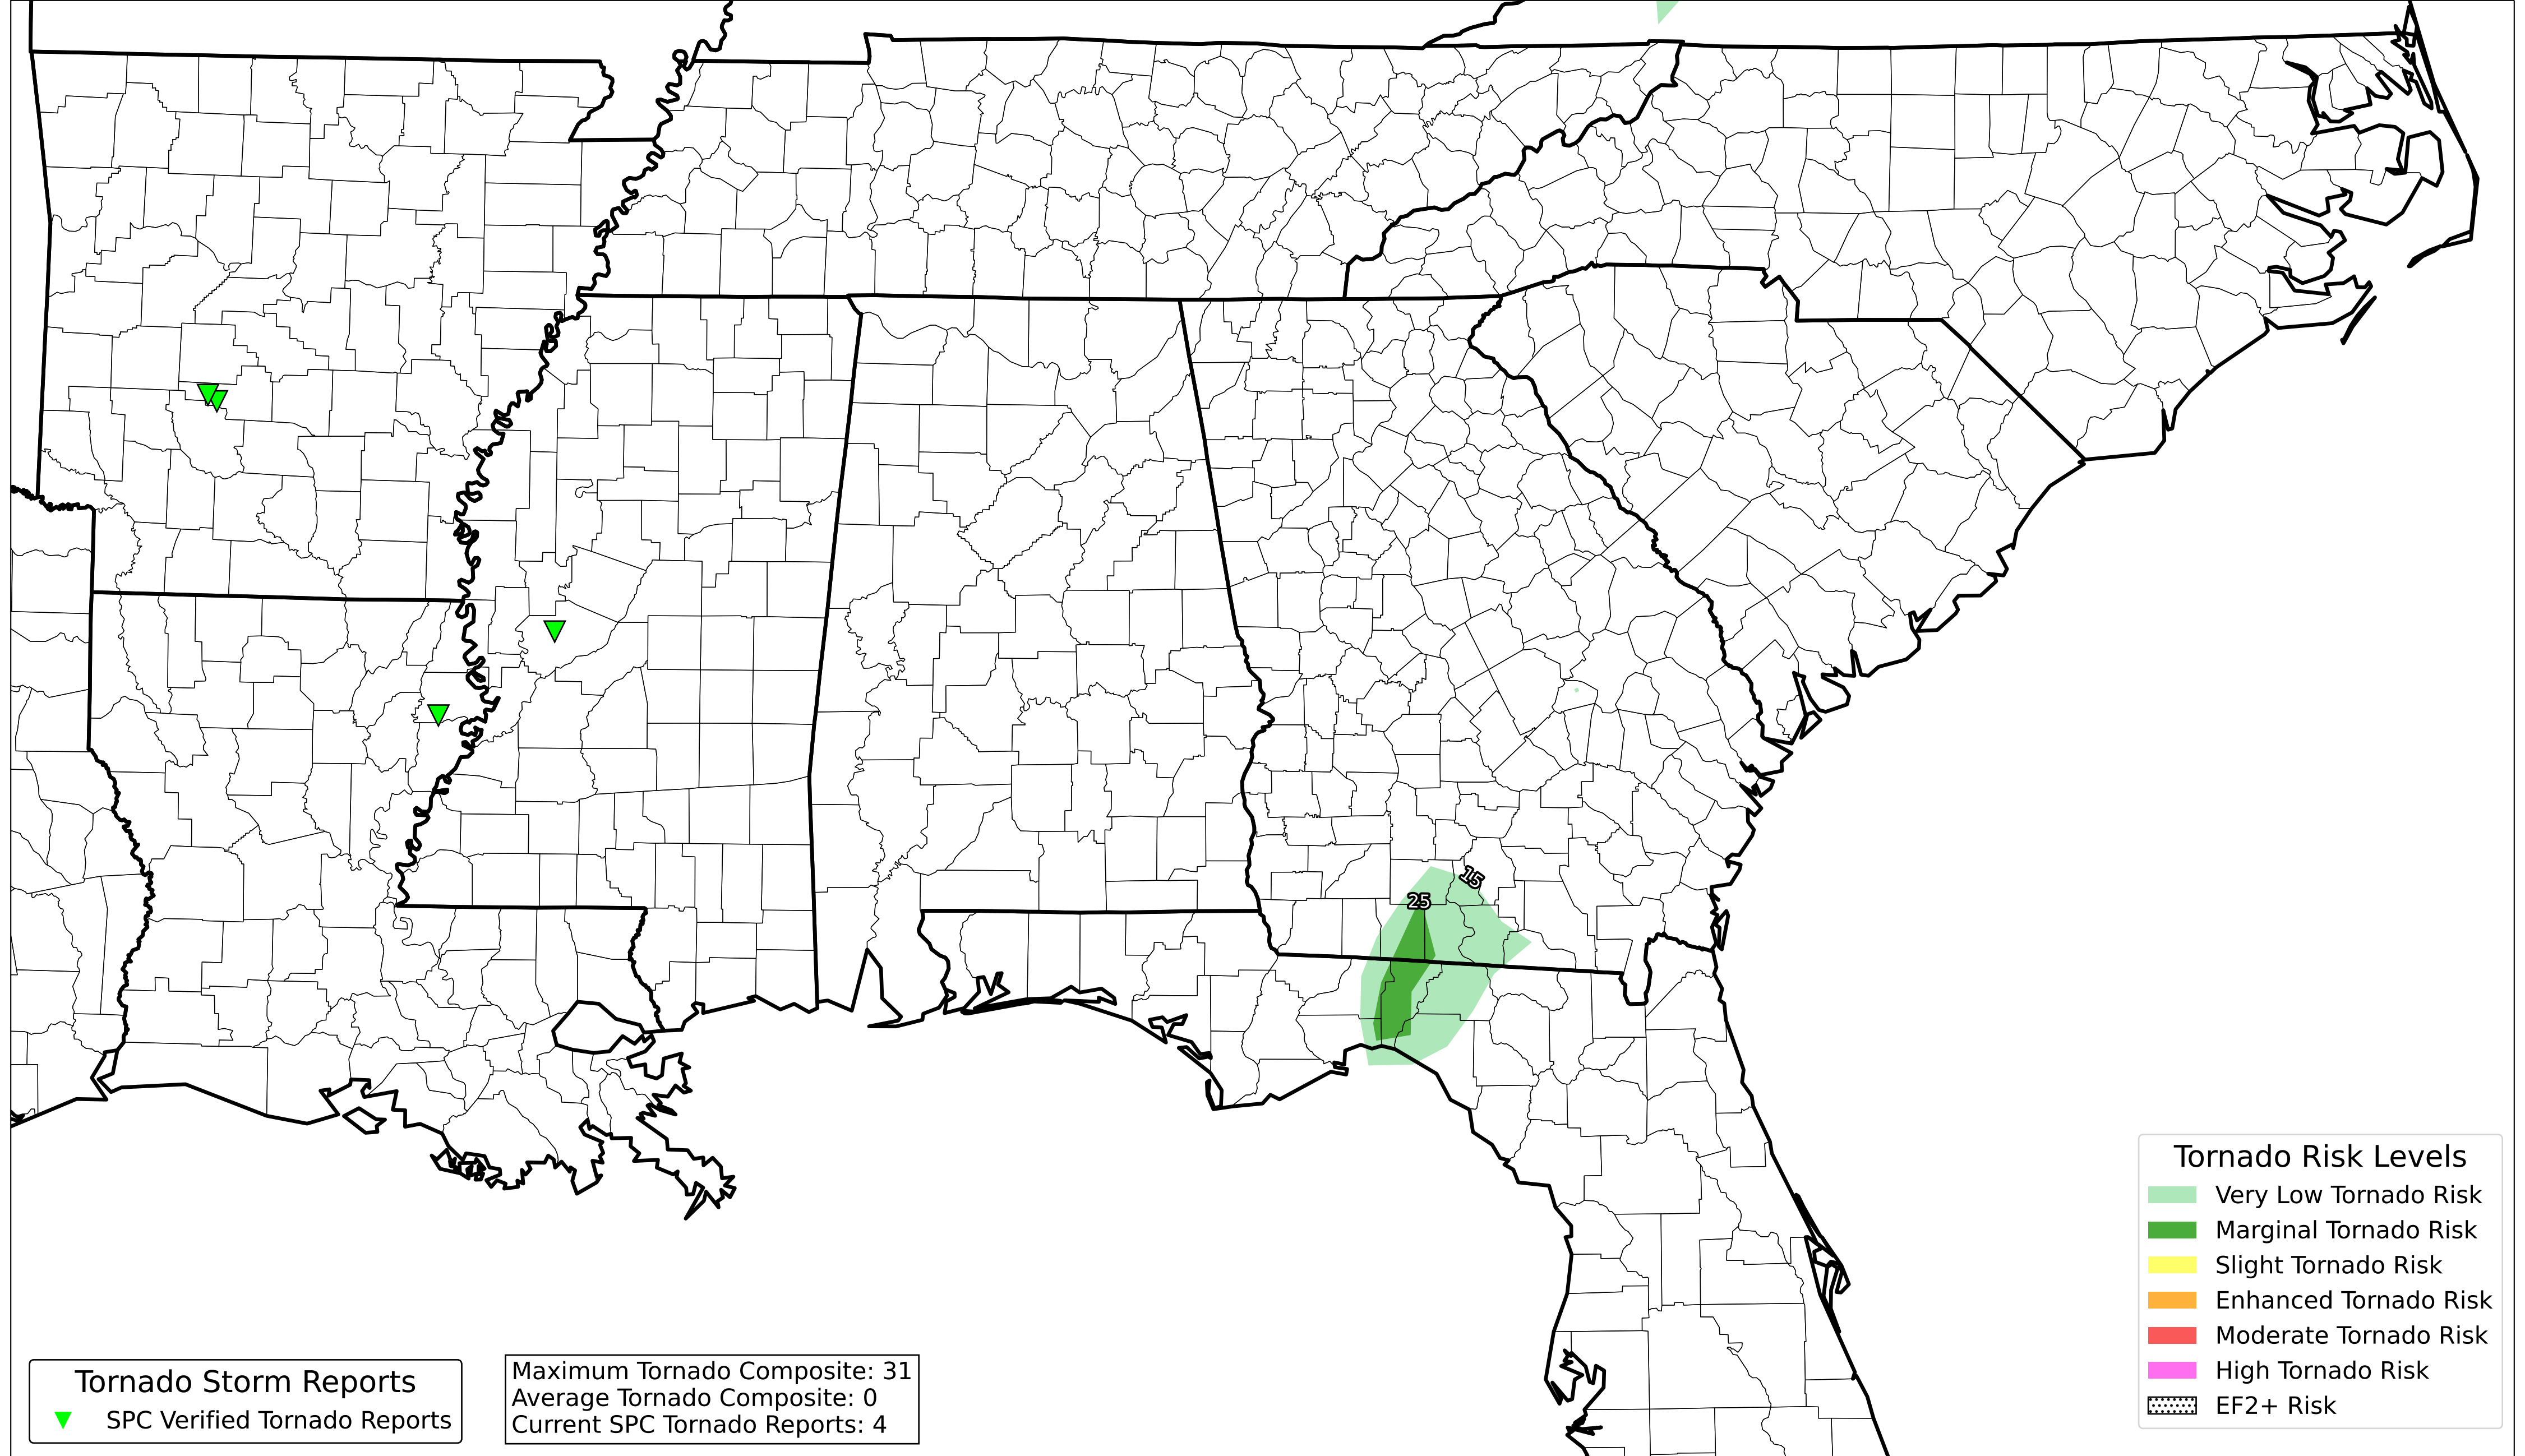 15
25
Tornado Risk Levels
Very Low Tornado Risk
Marginal Tornado Risk
Slight Tornado Risk
Enhanced Tornado Risk
Moderate Tornado Risk
High Tornado Risk
EF2+ Risk
Tornado Storm Reports
SPC Verified Tornado Reports
Maximum Tornado Composite: 31
Average Tornado Composite: 0
Current SPC Tornado Reports: 4